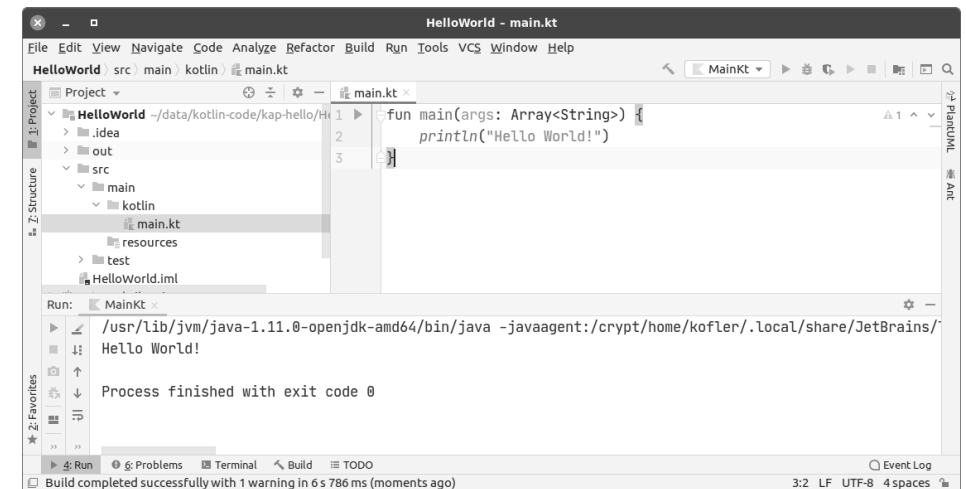 HelloWorld – main.kt
File Edit View Navigate Code Analyze Refactor Build Run Tools VCS Window Help
HelloWorld src main kotlin main.kt
MainKt
1: Project
Project
main.kt
HelloWorld ~/data/kotlin-code/kap-hello/He
.idea
out
src
main
kotlin
main.kt
resources
test
HelloWorld.iml
1 fun main(args: Array<String>) {
2 println("Hello World!")
3 }
1
PlantUML
Ant
7: Structure
2: Favorites
Run: MainKt
/usr/lib/jvm/java-1.11.0-openjdk-amd64/bin/java -javaagent:/crypt/home/kofler/.local/share/JetBrains/
Hello World!
Process finished with exit code 0
4: Run 6: Problems Terminal Build TODO Event Log
Build completed successfully with 1 warning in 6 s 786 ms (moments ago) 3:2 LF UTF-8 4 spaces